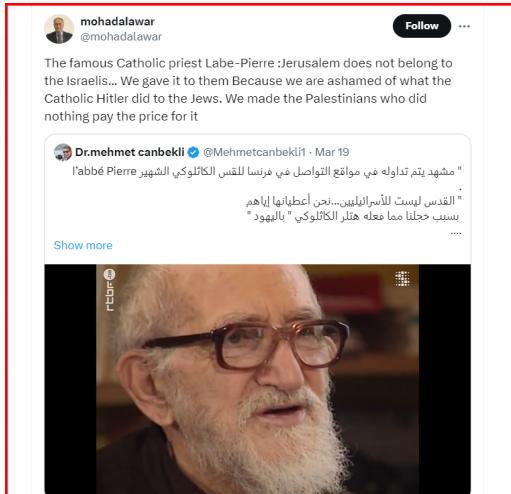 mohadalawar
@mohadalawar
Follow
The famous Catholic priest Labe-Pierre :Jerusalem does not belong to
the Israelis... We gave it to them Because we are ashamed of what the
Catholic Hitler did to the Jews. We made the Palestinians who did
nothing pay the price for it
Dr.mehmet canbekli @Mehmetcanbekli1 · Mar 19
" مشهد يتم تداوله في مواقع التواصل في فرنسا للقس الكاثلوكي الشهير l'abbé Pierre
.
" القدس ليست للأسرائيليين...نحن أعطيانها إياهم
بسبب خجلنا مما فعله هتلر الكاثلوكي " باليهود "
....
Show more
rtbf.be